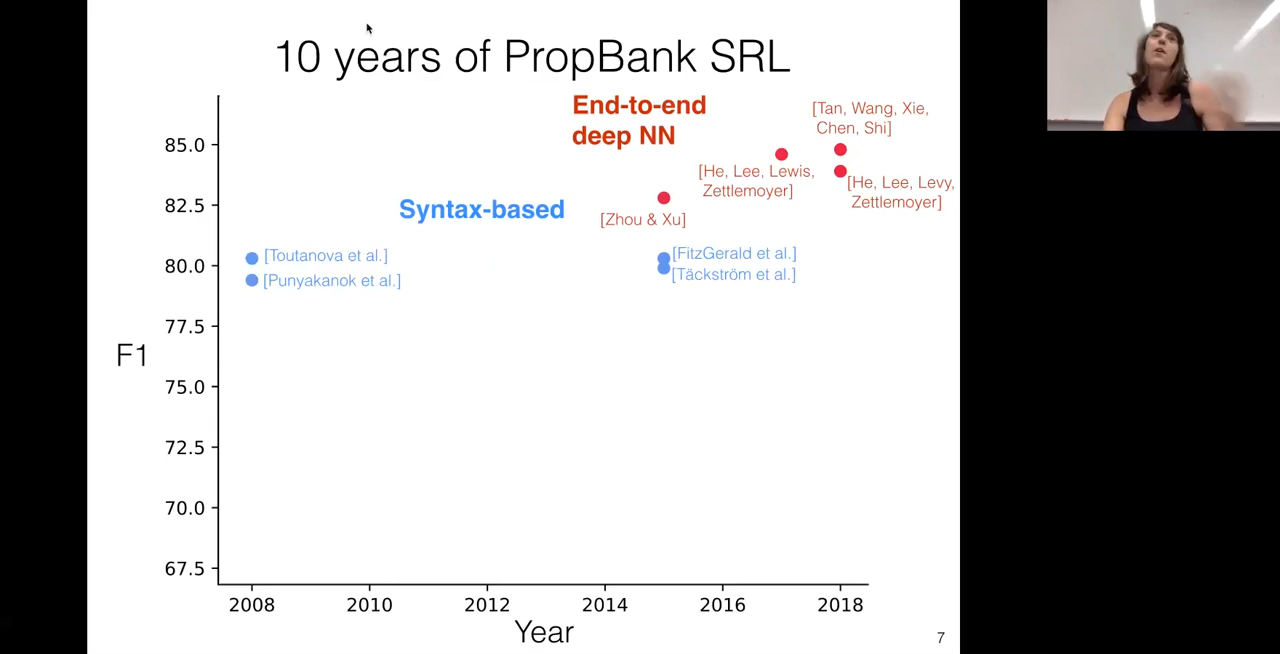 10 years of PropBank SRL
End-to-end
deep NN
[Tan, Wang, Xie,
Chen, Shi]
85.0
[He, Lee, Lewis,
Zettlemoyer]
[He, Lee, Levy,
Zettlemoyer]
82.5
Syntax-based
[Zhou & Xu]
80.0
[Toutanova et al.]
[Punyakanok et al.]
[FitzGerald et al.]
[Täckström et al.]
77.5
F1
75.0
72.5
70.0
67.5
2008 2010 2012 2014 2016 2018
Year
7